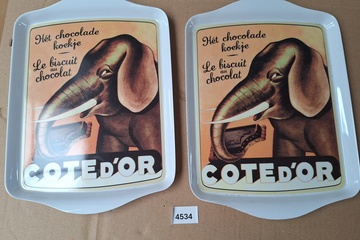 Hét chocolade
koekje
Le biscuit
au
chocolat
COTE D'OR
Hét chocolade
koekje
Le biscuit
au
chocolat
COTE D'OR
4534